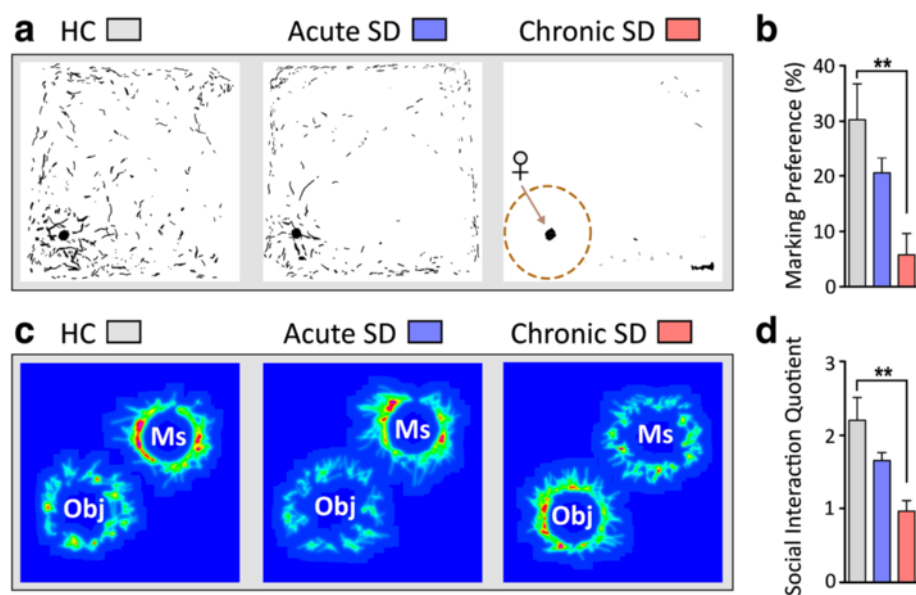 a HC Acute SD Chronic SD
♀
b
Marking Preference (%)
40
30
20
10
0
**
c HC Acute SD Chronic SD
Ms
Obj
Ms
Obj
Ms
Obj
d
Social Interaction Quotient
3
2
1
0
**